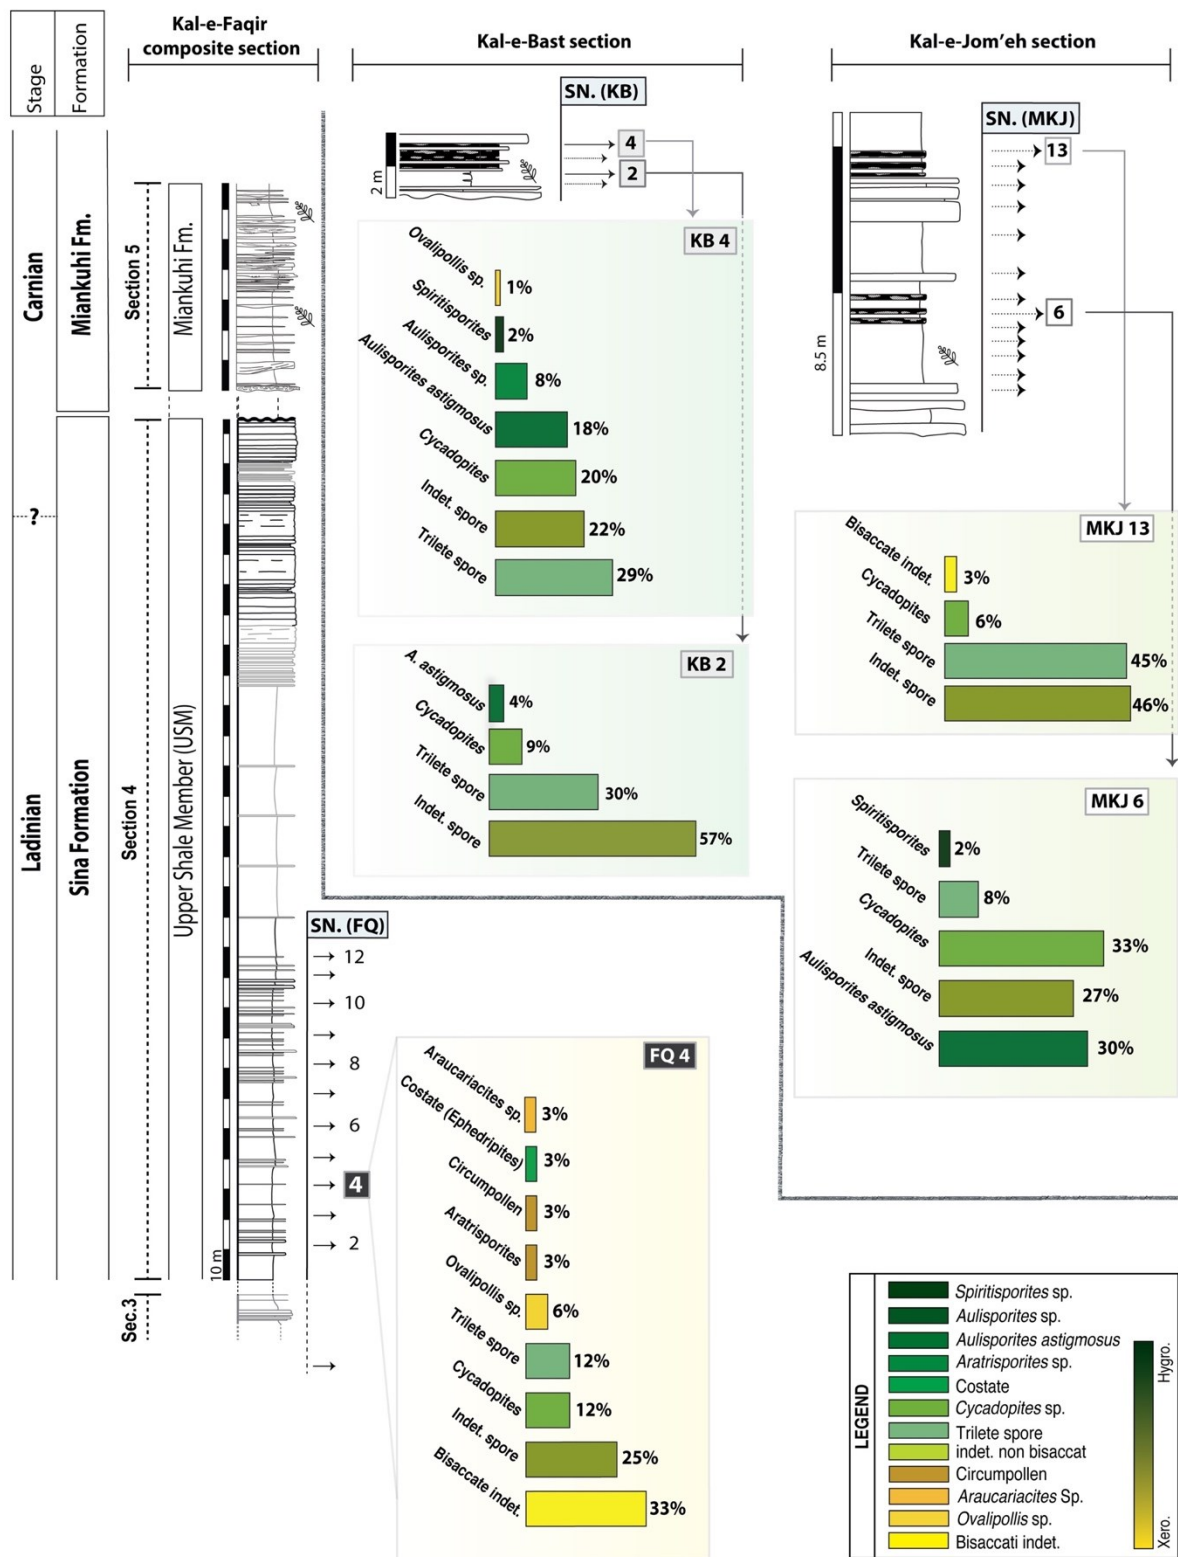 Kal-e-Faqir
composite section
Kal-e-Bast section
Kal-e-Jom'eh section
Stage
Formation
Carnian
Ladinian
?
Miankuhi Fm.
Sina Formation
Section 5
Section 4
Sec.3
Miankuhi Fm.
Upper Shale Member (USM)
10 m
SN. (FQ)
12
10
8
6
4
2
SN. (KB)
4
2
2 m
KB 4
Ovalipollis sp.
1%
Spiritisporites
2%
Aulisporites sp.
8%
Aulisporites astigmosus
18%
Cycadopites
20%
Indet. spore
22%
Trilete spore
29%
KB 2
A. astigmosus
4%
Cycadopites
9%
Trilete spore
30%
Indet. spore
57%
SN. (MKJ)
13
6
8.5 m
MKJ 13
Bisaccate indet.
3%
Cycadopites
6%
Trilete spore
45%
Indet. spore
46%
MKJ 6
Spiritisporites
2%
Trilete spore
8%
Cycadopites
33%
Indet. spore
27%
Aulisporites astigmosus
30%
FQ 4
Araucariacites sp.
3%
Costate (Ephedripites)
3%
Circumpollen
3%
Aratrisporites
3%
Ovalipollis sp.
6%
Trilete spore
12%
Cycadopites
12%
Indet. spore
25%
Bisaccate indet.
33%
LEGEND
Spiritisporites sp.
Aulisporites sp.
Aulisporites astigmosus
Aratrisporites sp.
Costate
Cycadopites sp.
Trilete spore
indet. non bisaccat
Circumpollen
Araucariacites Sp.
Ovalipollis sp.
Bisaccati indet.
Hygro.
Xero.